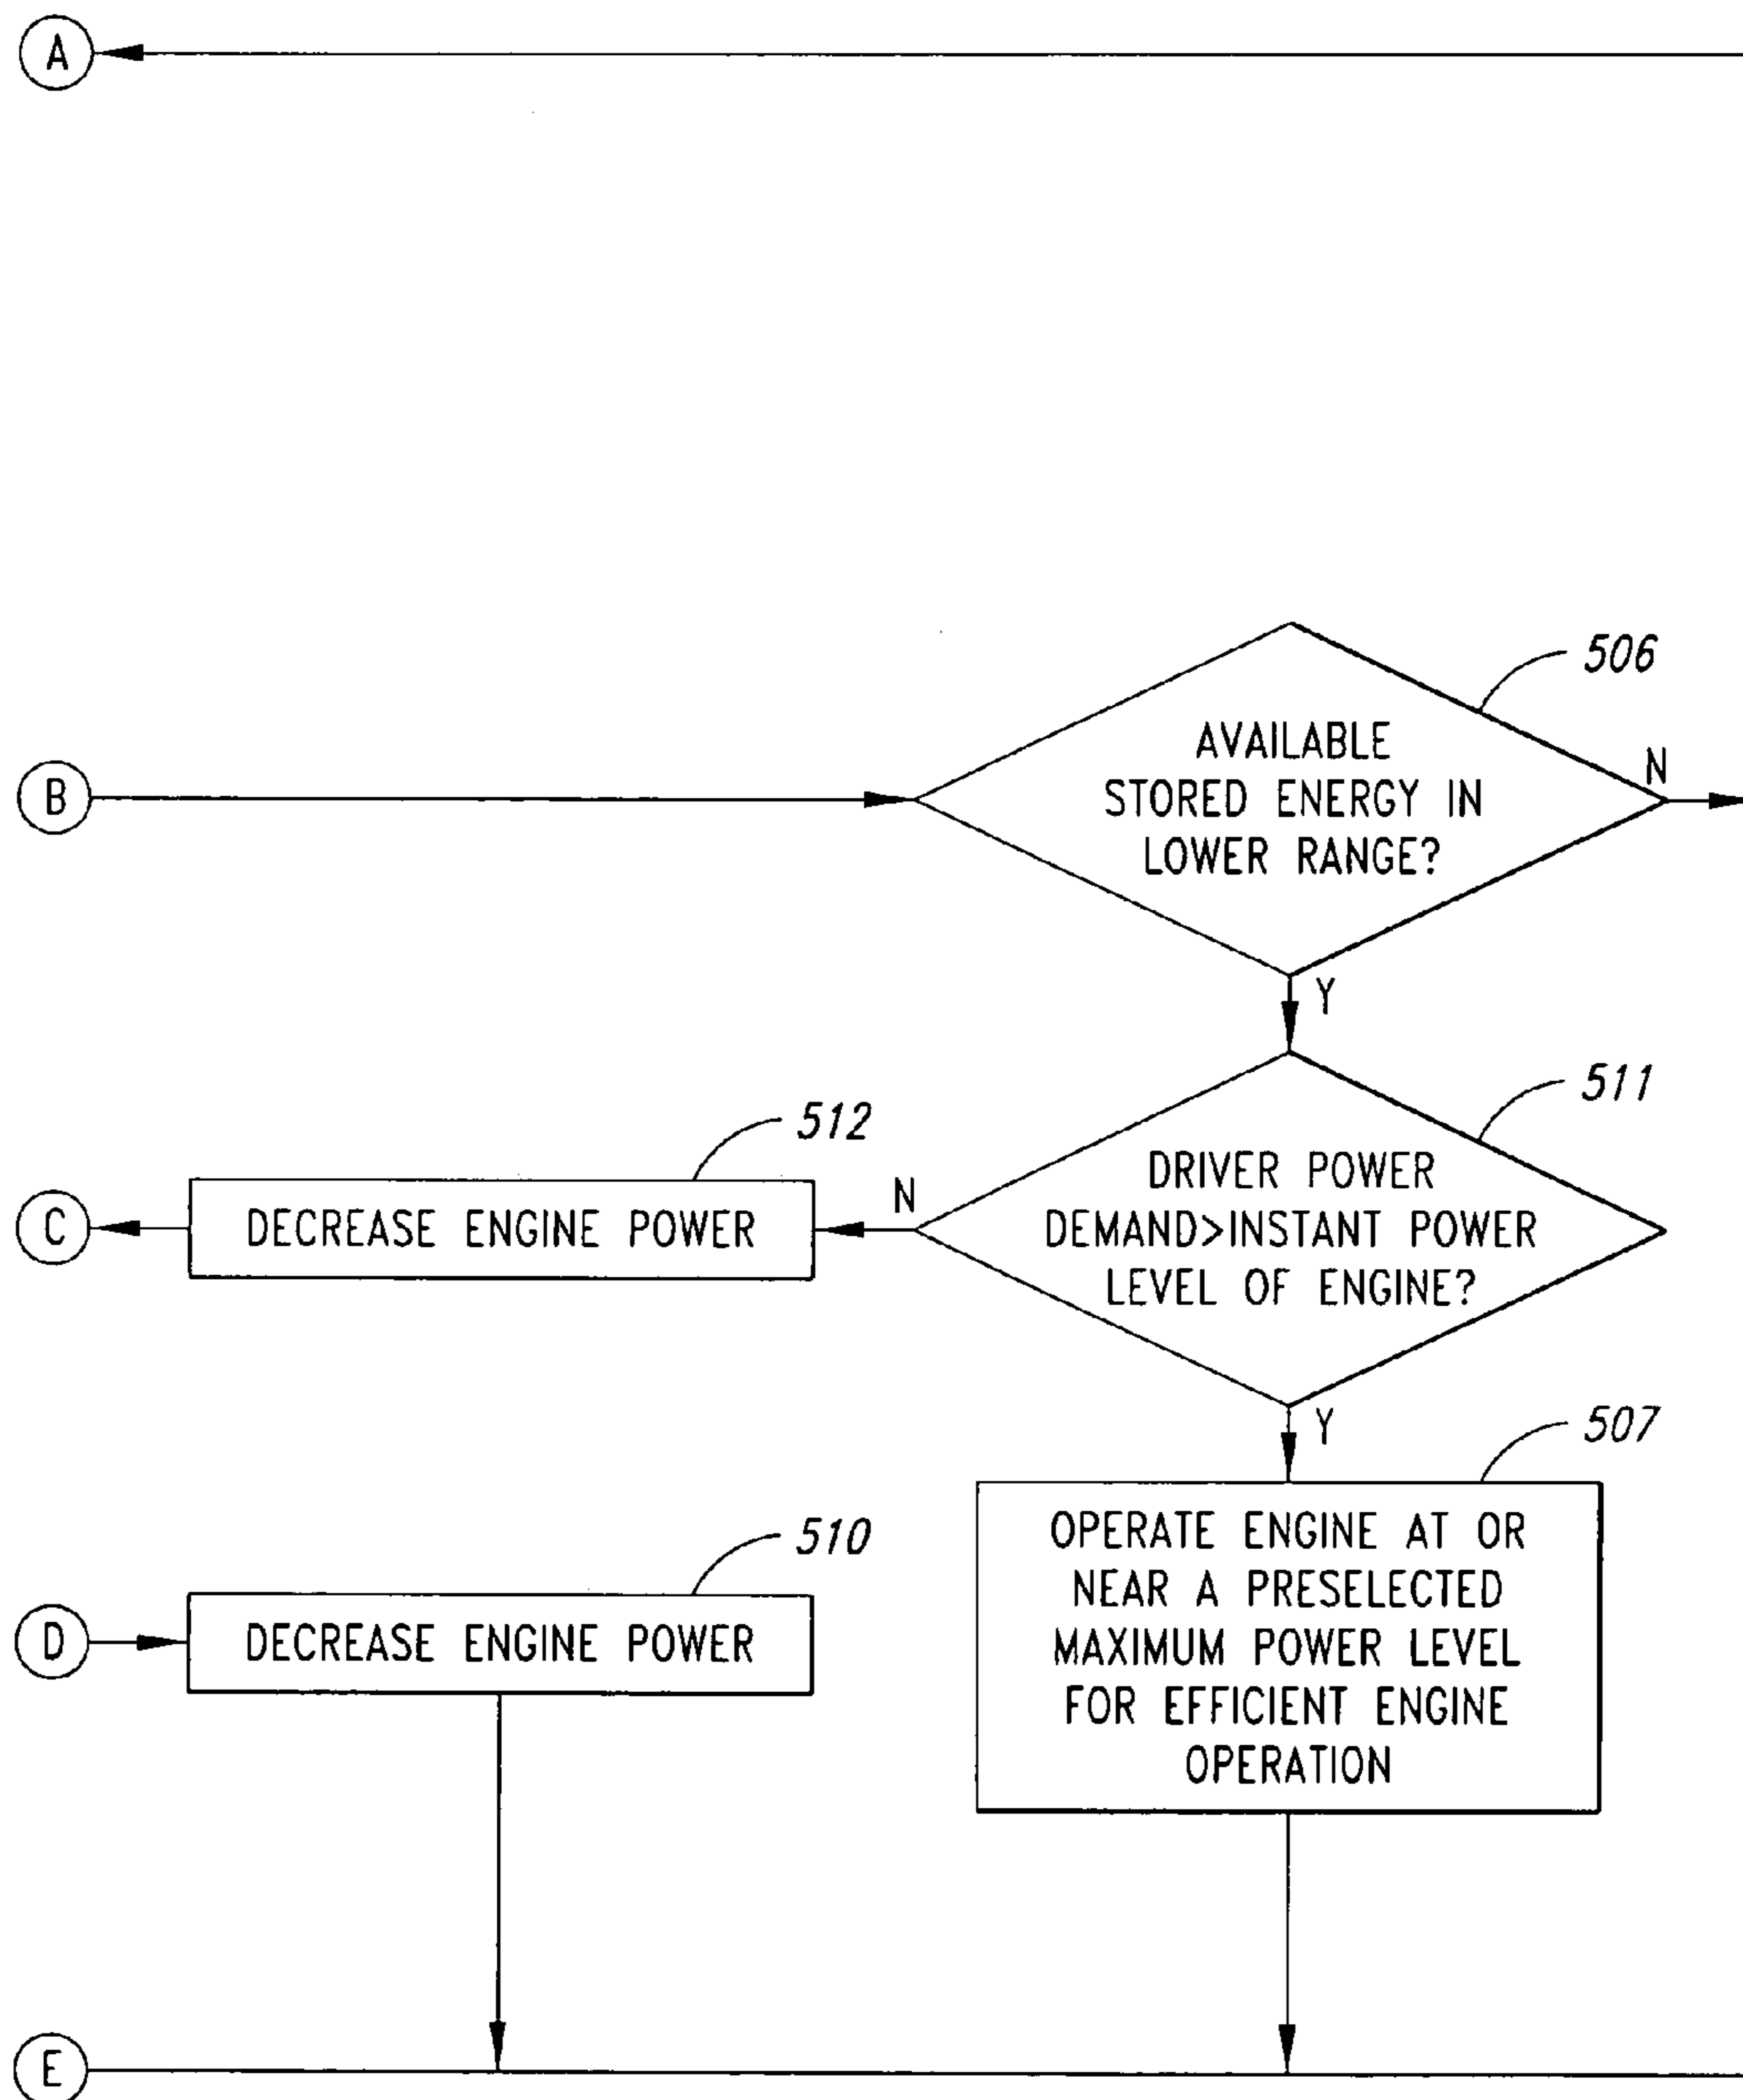 A
506
AVAILABLE
STORED ENERGY IN
LOWER RANGE?
N
B
Y
511
512
DRIVER POWER
DEMAND>INSTANT POWER
LEVEL OF ENGINE?
N
DECREASE ENGINE POWER
C
Y
507
OPERATE ENGINE AT OR
NEAR A PRESELECTED
MAXIMUM POWER LEVEL
FOR EFFICIENT ENGINE
OPERATION
510
D
DECREASE ENGINE POWER
E